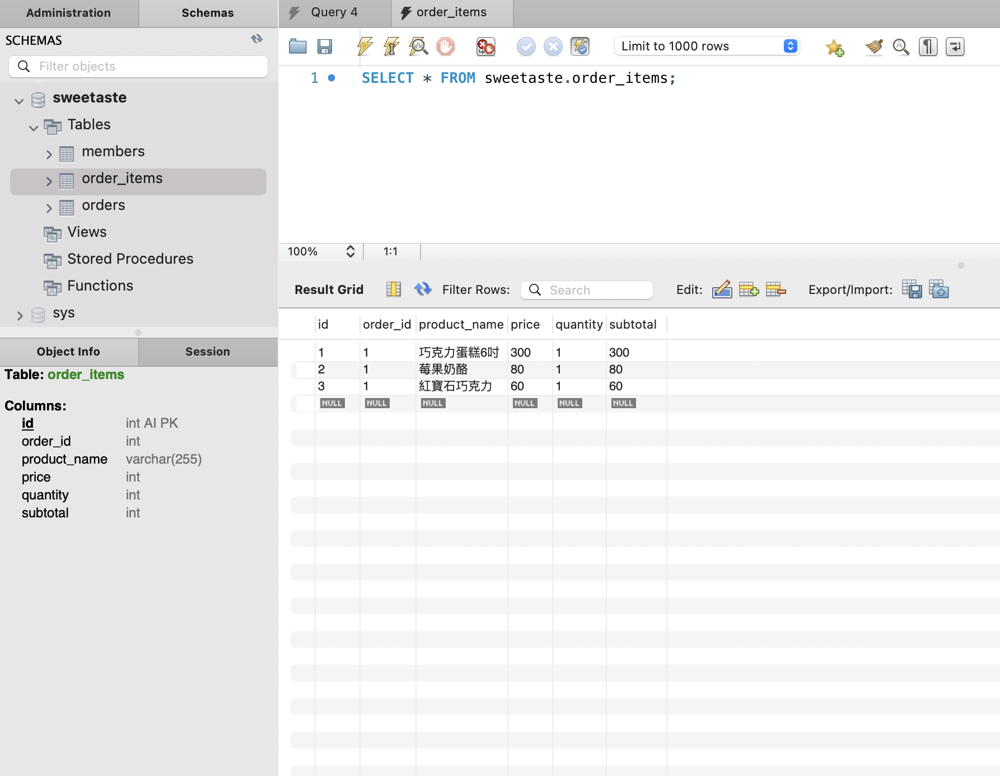 Administration
Schemas
SCHEMAS
Filter objects
sweetaste
Tables
members
order_items
orders
Views
Stored Procedures
Functions
sys
Object Info
Session
Table: order_items
Columns:
id int AI PK
order_id int
product_name varchar(255)
price int
quantity int
subtotal int
Query 4
order_items
Limit to 1000 rows
1 SELECT * FROM sweetaste.order_items;
100% 1:1
Result Grid Filter Rows: Search Edit: Export/Import:
id order_id product_name price quantity subtotal
1 1 巧克力蛋糕6吋 300 1 300
2 1 莓果奶酪 80 1 80
3 1 紅寶石巧克力 60 1 60
NULL NULL NULL NULL NULL NULL